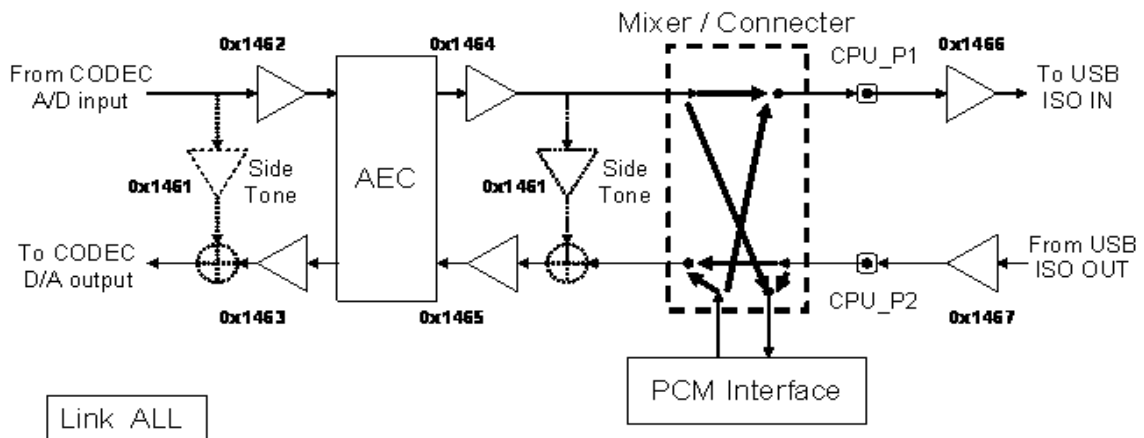 Mixer / Connecter
0x1462
0x1464
CPU_P1
0x1466
From CODEC
A/D input
To USB
ISO IN
AEC
0x1461
Side
Tone
0x1461
Side
Tone
To CODEC
D/A output
From USB
ISO OUT
0x1463
0x1465
CPU_P2
0x1467
PCM Interface
Link ALL